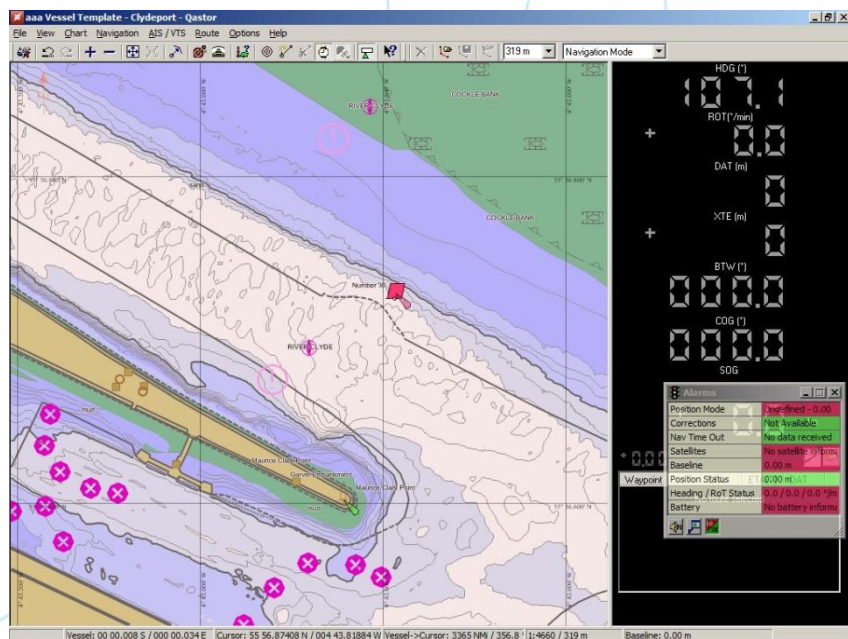 aaa Vessel Template - Clydeport - Qastor
File View Chart Navigation AIS / VTS Route Options Help
319 m
Navigation Mode
HDG (°)
107.1
ROT(°/min)
+ 0.0
DAT (m)
0
XTE (m)
+ 0
BTW (°)
000.0
COG (°)
000.0
SOG
COCKLE BANK
RIVER CLYDE
sand
COCKLE BANK
Number 36
RIVER CLYDE
mud
Maurice Clark Point
Garvel Embankment
Maurice Clark Point
mud
Alarms
Position Mode Undefined - 0.00
Corrections Not Available
Nav Time Out No data received
Satellites No satellite informa
Baseline 0.00 m
Position Status 0.00 m
Heading / RoT Status 0.0 / 0.0 / 0.0 °/m
Battery No battery informa
Waypoint
DAT
Vessel: 00 00.008 S / 000 00.034 E Cursor: 55 56.87408 N / 004 43.81884 W Vessel->Cursor: 3365 NM / 356.8 ° 1:4660 / 319 m Baseline: 0.00 m